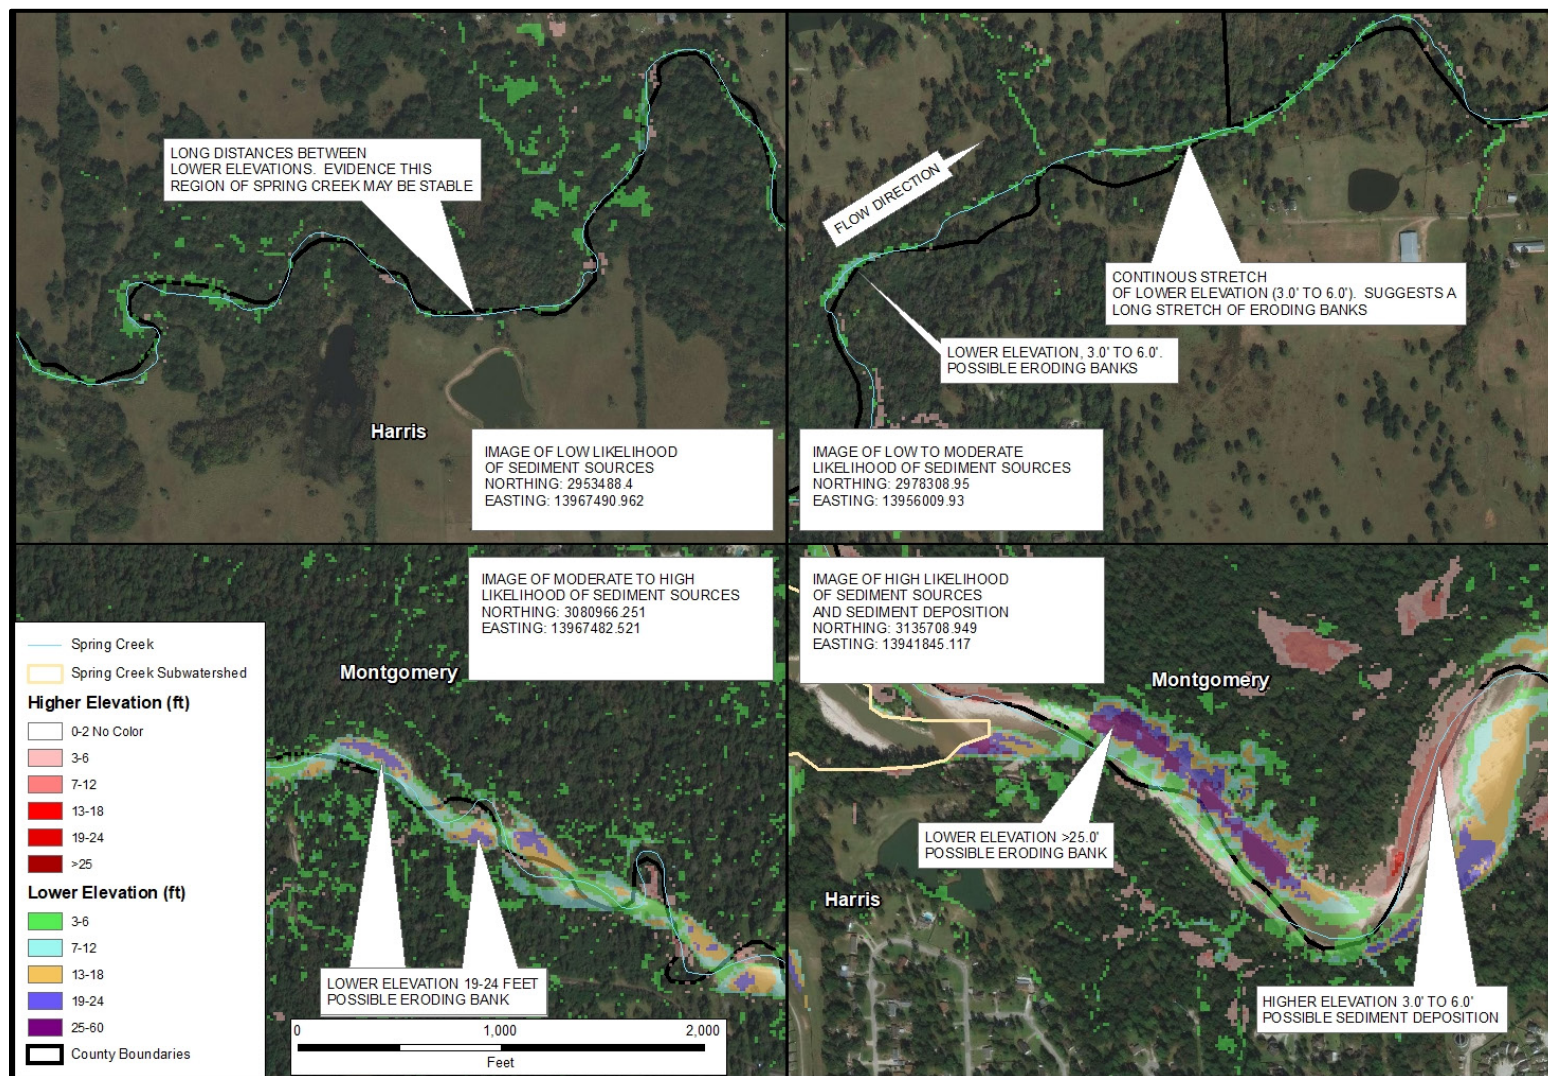 LONG DISTANCES BETWEEN
LOWER ELEVATIONS. EVIDENCE THIS
REGION OF SPRING CREEK MAY BE STABLE
Harris
IMAGE OF LOW LIKELIHOOD
OF SEDIMENT SOURCES
NORTHING: 2953488.4
EASTING: 13967490.962
FLOW DIRECTION
CONTINOUS STRETCH
OF LOWER ELEVATION (3.0' TO 6.0'). SUGGESTS A
LONG STRETCH OF ERODING BANKS
LOWER ELEVATION, 3.0' TO 6.0'.
POSSIBLE ERODING BANKS
IMAGE OF LOW TO MODERATE
LIKELIHOOD OF SEDIMENT SOURCES
NORTHING: 2978308.95
EASTING: 13956009.93
IMAGE OF MODERATE TO HIGH
LIKELIHOOD OF SEDIMENT SOURCES
NORTHING: 3080966.251
EASTING: 13967482.521
Montgomery
LOWER ELEVATION 19-24 FEET
POSSIBLE ERODING BANK
0 1,000 2,000
Feet
Spring Creek
Spring Creek Subwatershed
Higher Elevation (ft)
0-2 No Color
3-6
7-12
13-18
19-24
>25
Lower Elevation (ft)
3-6
7-12
13-18
19-24
25-60
County Boundaries
IMAGE OF HIGH LIKELIHOOD
OF SEDIMENT SOURCES
AND SEDIMENT DEPOSITION
NORTHING: 3135708.949
EASTING: 13941845.117
Montgomery
LOWER ELEVATION >25.0'
POSSIBLE ERODING BANK
Harris
HIGHER ELEVATION 3.0' TO 6.0'
POSSIBLE SEDIMENT DEPOSITION